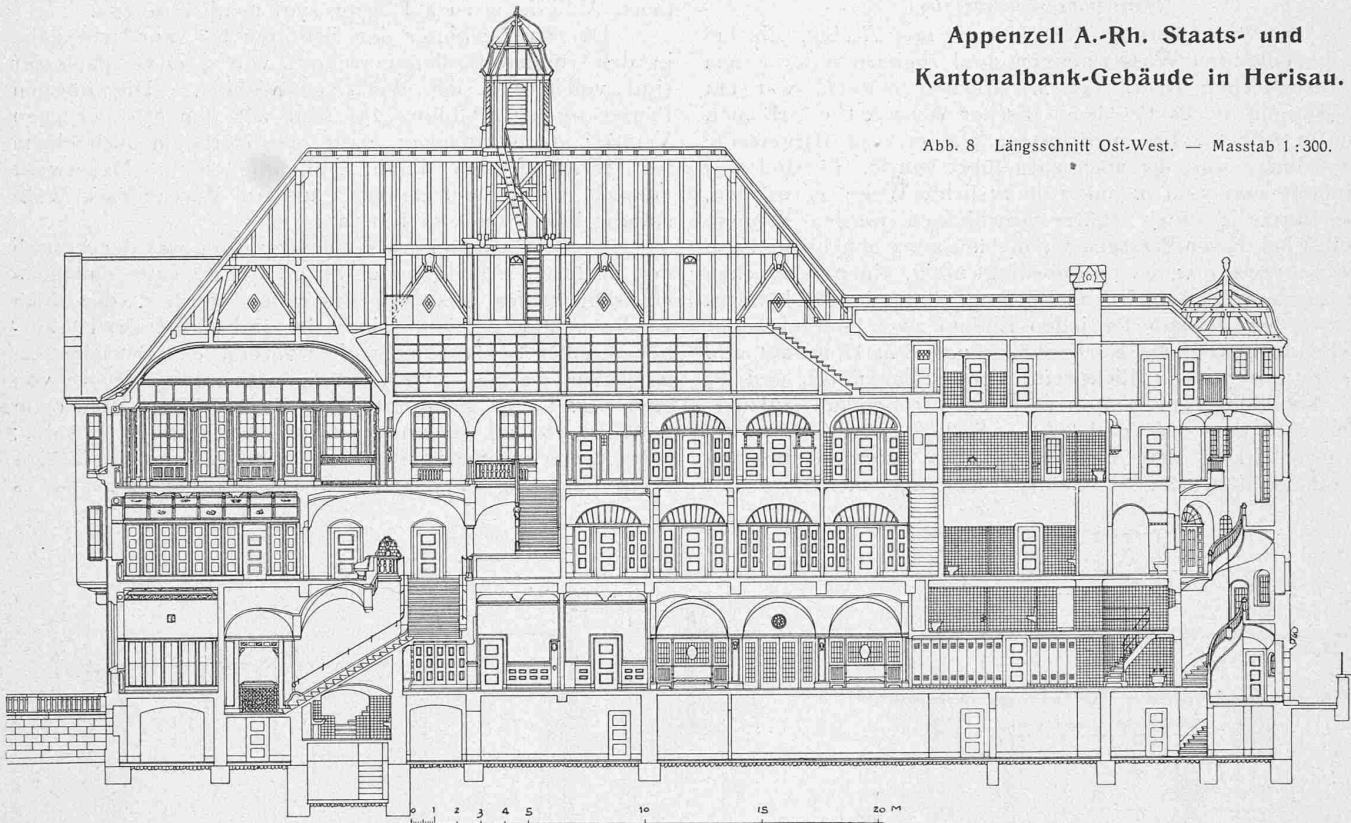 Appenzell A.-Rh. Staats- und
Kantonalbank-Gebäude in Herisau.
Abb. 8 Längsschnitt Ost-West. — Masstab 1 : 300.
0 1 2 3 4 5 10 15 20 M